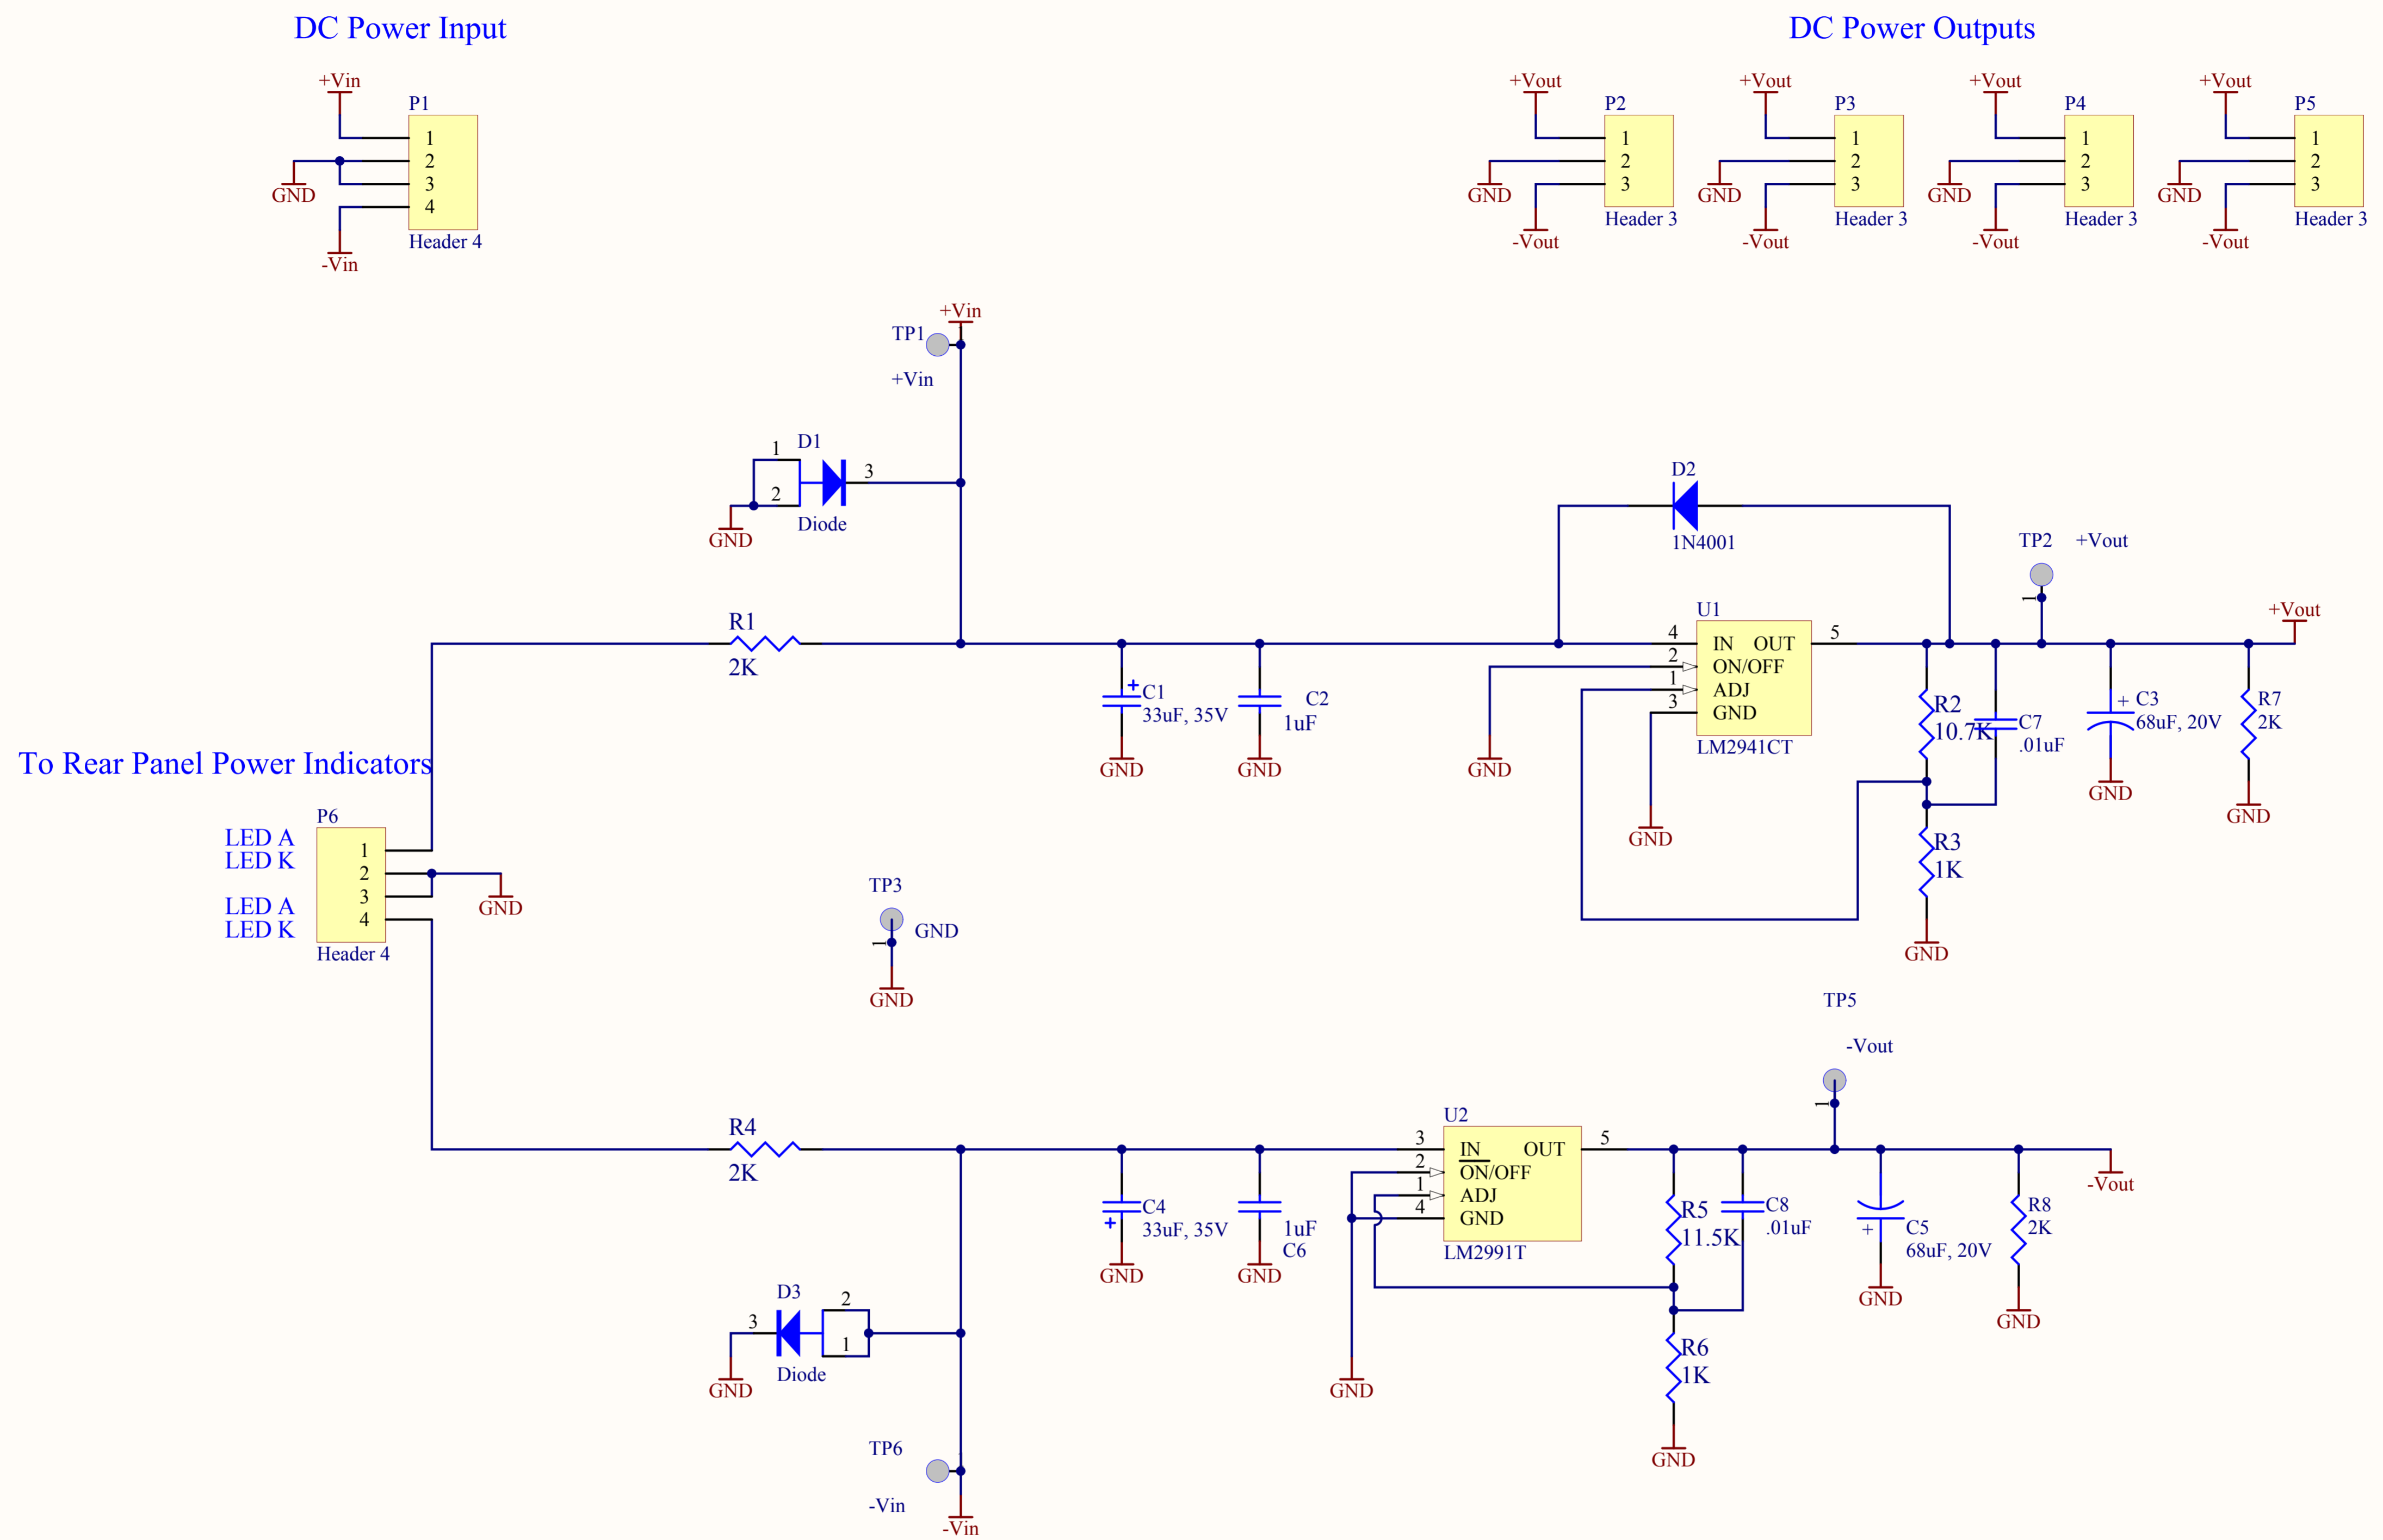 DC Power Input
DC Power Outputs
+Vin
P1
1
2
3
4
GND
Header 4
-Vin
+Vout
P2
1
2
3
GND
Header 3
-Vout
+Vout
P3
1
2
3
GND
Header 3
-Vout
+Vout
P4
1
2
3
GND
Header 3
-Vout
+Vout
P5
1
2
3
GND
Header 3
-Vout
+Vin
TP1
+Vin
D1
1
2
3
Diode
GND
R1
2K
C1
+
33uF, 35V
GND
C2
1uF
GND
D2
1N4001
U1
4
IN
OUT
5
2
ON/OFF
1
ADJ
3
GND
LM2941CT
GND
GND
TP2
+Vout
1
+Vout
R2
10.7K
C7
.01uF
+
C3
68uF, 20V
GND
R7
2K
GND
R3
1K
GND
To Rear Panel Power Indicators
P6
LED A
LED K
LED A
LED K
1
2
3
4
GND
Header 4
TP3
GND
1
GND
R4
2K
C4
+
33uF, 35V
GND
1uF
C6
GND
U2
3
IN
OUT
5
2
ON/OFF
1
ADJ
4
GND
LM2991T
GND
TP5
-Vout
1
-Vout
R5
11.5K
C8
.01uF
+
C5
68uF, 20V
GND
R8
2K
GND
R6
1K
GND
D3
2
1
3
Diode
GND
TP6
-Vin
-Vin